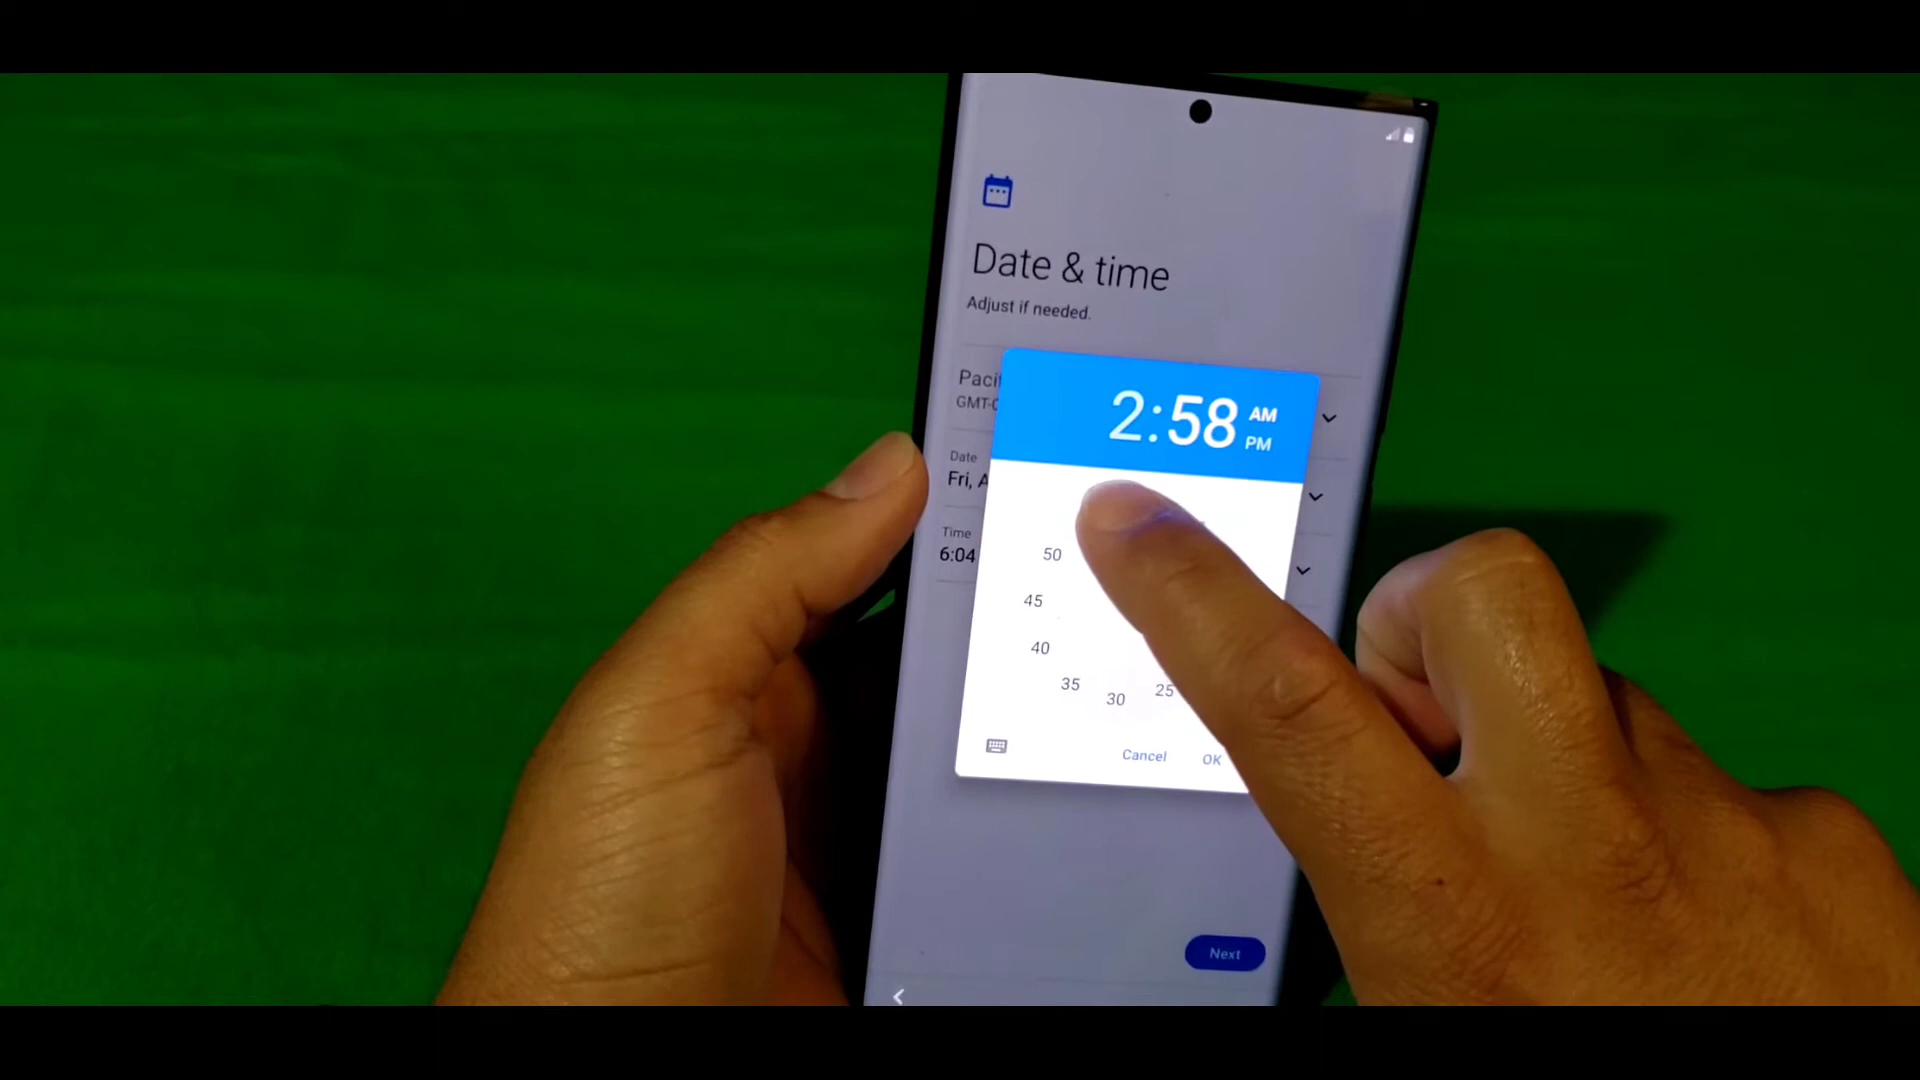 Date & time
Adjust if needed.
GMT-
2:58 AM
PM
Date
Fri,
Time
6:04
50
45
40
35
30
25
Cancel OK
Next